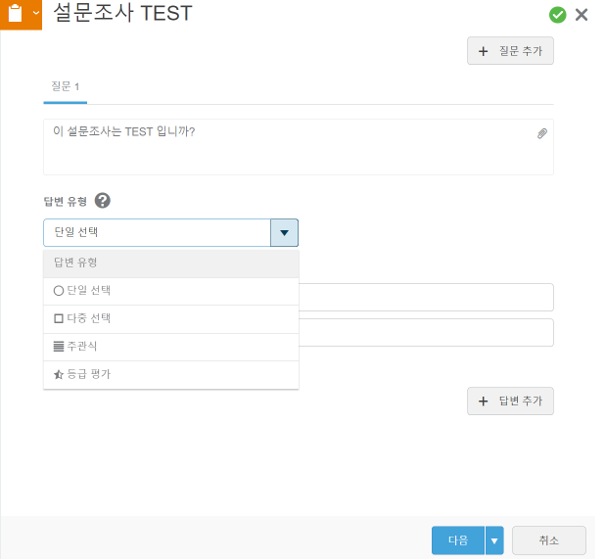 설문조사 TEST
질문 추가
질문 1
이 설문조사는 TEST 입니까?
답변 유형
단일 선택
답변 유형
단일 선택
다중 선택
주관식
등급 평가
답변 추가
다음
취소